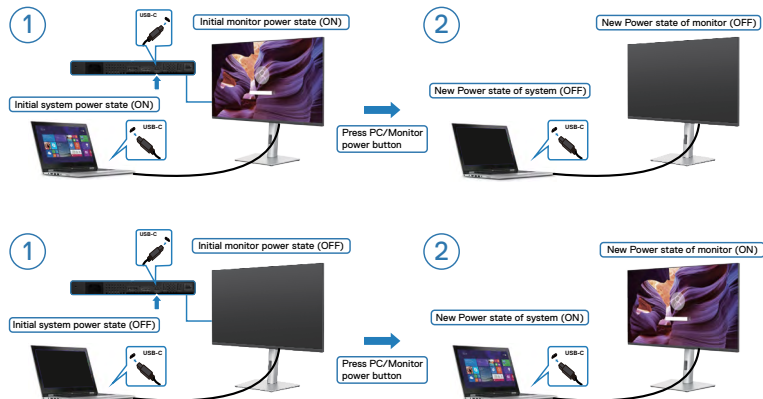 1
USB-C
Initial monitor power state (ON)
Initial system power state (ON)
USB-C
Press PC/Monitor
power button
2
New Power state of monitor (OFF)
New Power state of system (OFF)
USB-C
1
USB-C
Initial monitor power state (OFF)
Initial system power state (OFF)
USB-C
Press PC/Monitor
power button
2
New Power state of monitor (ON)
New Power state of system (ON)
USB-C